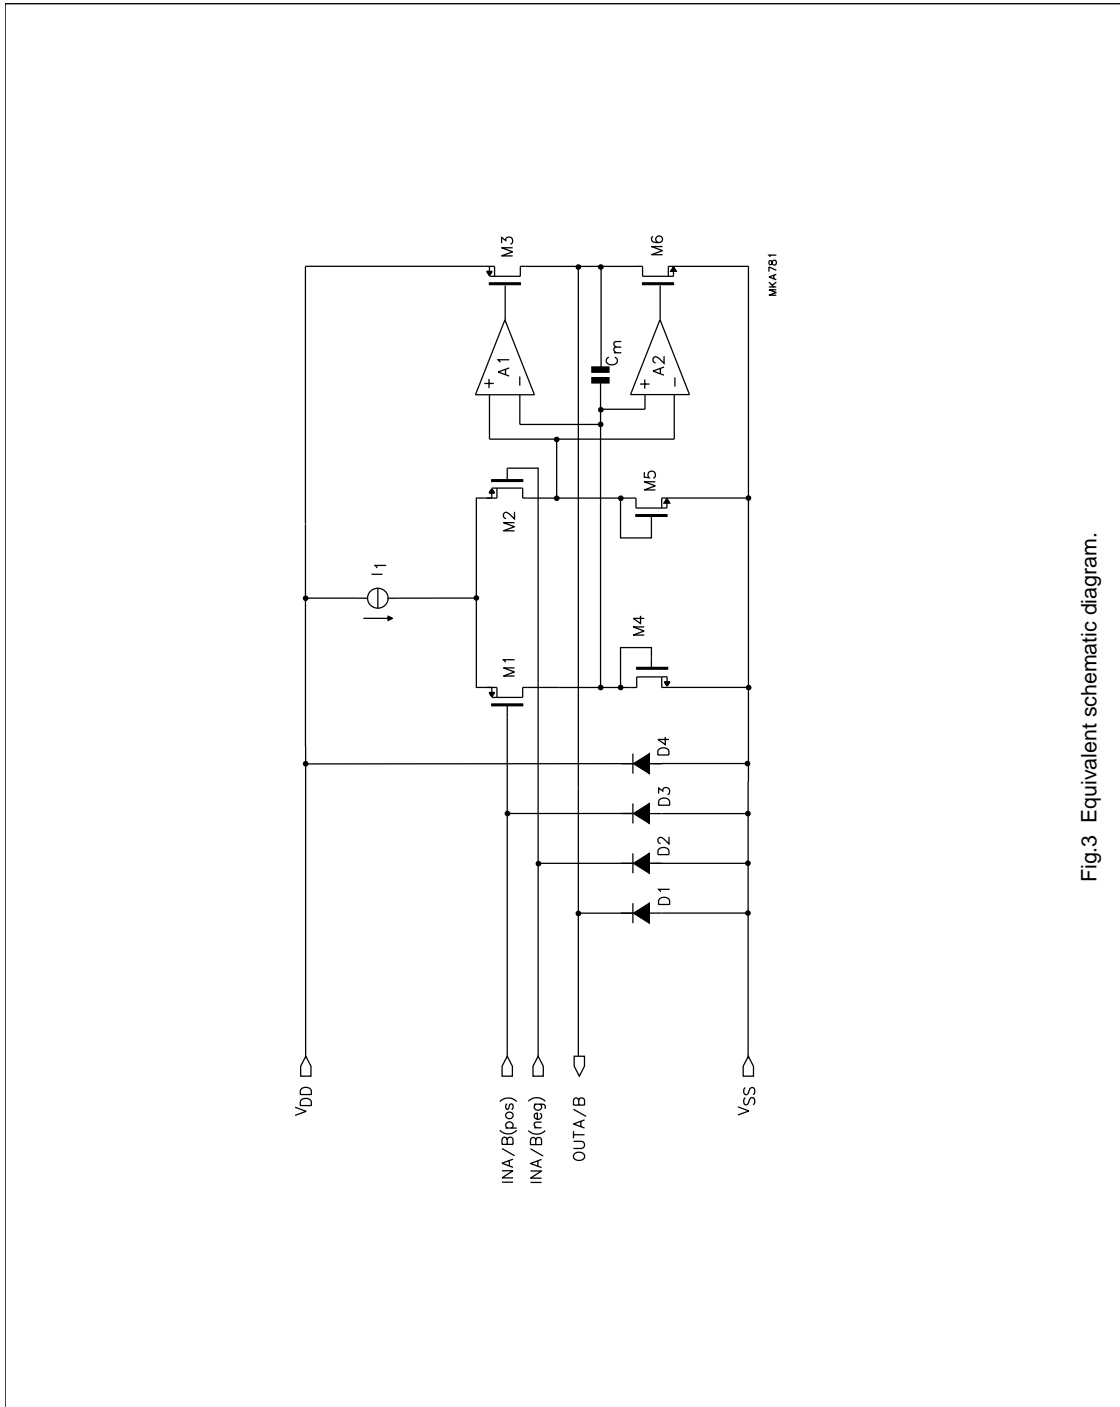 VDD
INA/B(pos)
INA/B(neg)
OUTA/B
VSS
D1
D2
D3
D4
M1
M4
I1
M2
M5
A1
Cm
A2
M3
M6
+
−
+
−
MKA781
Fig.3 Equivalent schematic diagram.